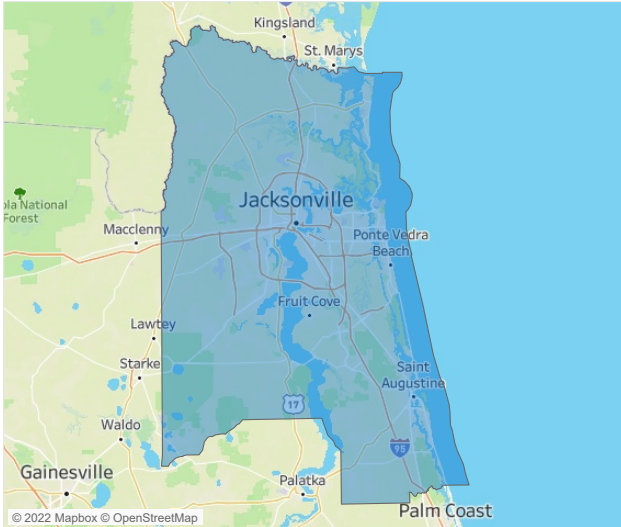 Kingsland
St. Marys
ola National
Forest
Jacksonville
Macclenny
Ponte Vedra
Beach
Fruit Cove
Lawtey
Starke
Saint
Augustine
17
Waldo
95
Gainesville
Palatka
Palm Coast
© 2022 Mapbox © OpenStreetMap